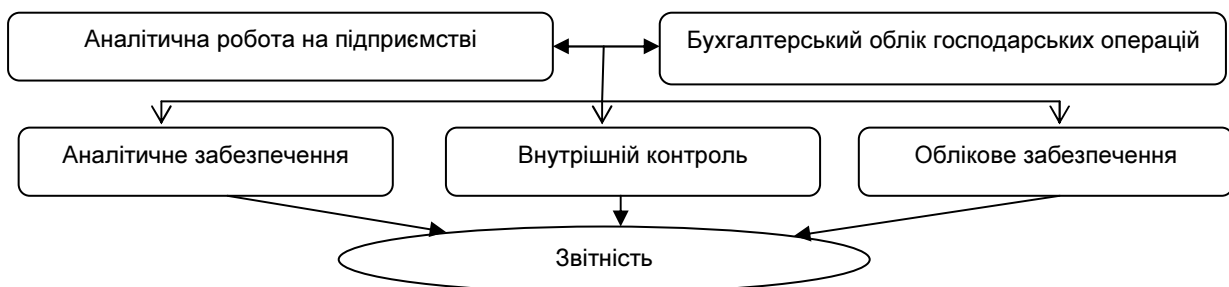 Аналітична робота на підприємстві
Бухгалтерський облік господарських операцій
Аналітичне забезпечення
Внутрішній контроль
Облікове забезпечення
Звітність